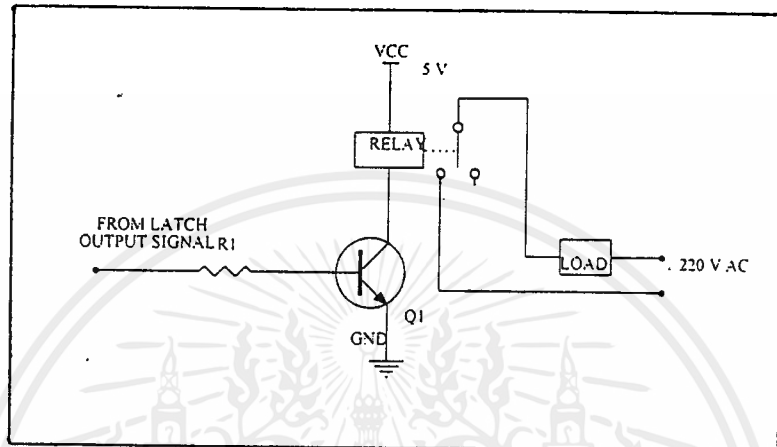 VCC
5 V
RELAY
FROM LATCH
OUTPUT SIGNAL R1
LOAD
220 V AC
Q1
GND